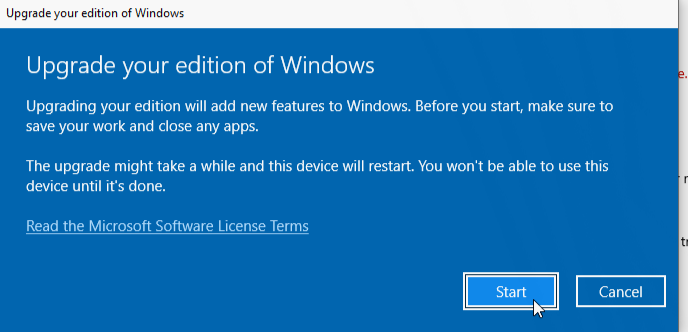 Upgrade your edition of Windows
Upgrade your edition of Windows
Upgrading your edition will add new features to Windows. Before you start, make sure to
save your work and close any apps.
The upgrade might take a while and this device will restart. You won't be able to use this
device until it's done.
Read the Microsoft Software License Terms
Start
Cancel